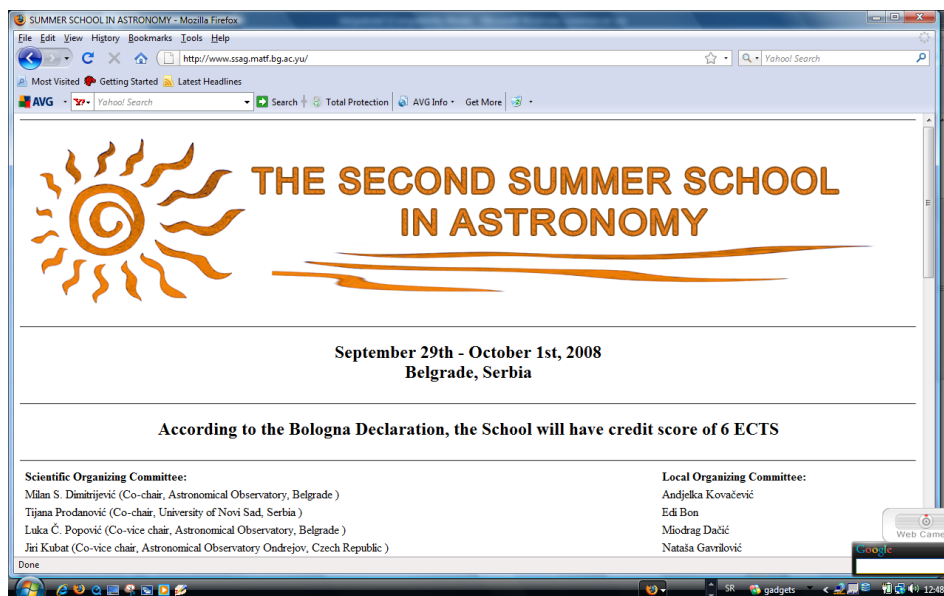 SUMMER SCHOOL IN ASTRONOMY - Mozilla Firefox
File Edit View History Bookmarks Tools Help
http://www.ssag.matf.bg.ac.yu/
Yahoo! Search
Most Visited Getting Started Latest Headlines
AVG Yahoo! Search Search Total Protection AVG Info Get More
THE SECOND SUMMER SCHOOL
IN ASTRONOMY
September 29th - October 1st, 2008
Belgrade, Serbia
According to the Bologna Declaration, the School will have credit score of 6 ECTS
Scientific Organizing Committee: Local Organizing Committee:
Milan S. Dimitrijević (Co-chair, Astronomical Observatory, Belgrade ) Andjelka Kovačević
Tijana Prodanović (Co-chair, University of Novi Sad, Serbia ) Edi Bon
Luka Č. Popović (Co-vice chair, Astronomical Observatory, Belgrade ) Miodrag Dačić
Jiri Kubat (Co-vice chair, Astronomical Observatory Ondrejov, Czech Republic ) Nataša Gavrilović
Web Came
Google
Done
SR gadgets 12:48